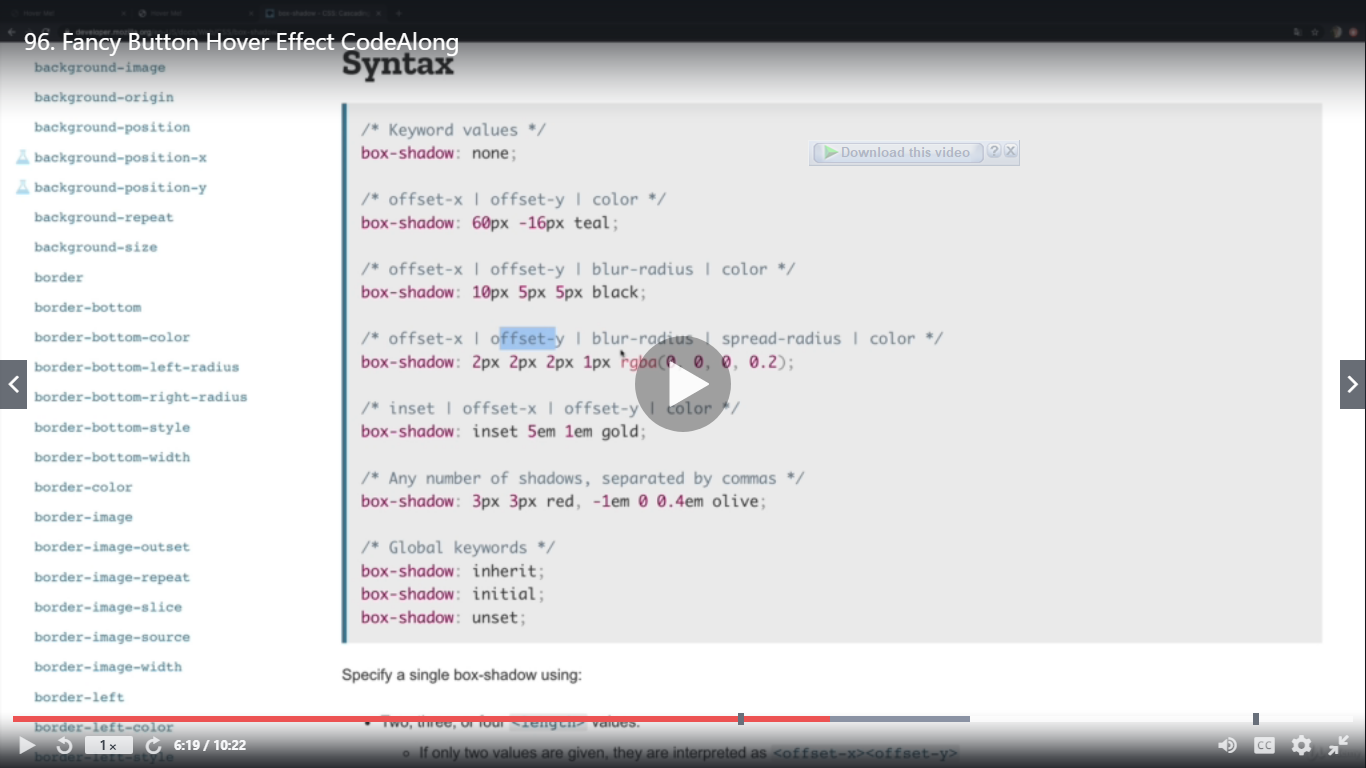 96. Fancy Button Hover Effect CodeAlong
background-image
background-origin
background-position
background-position-x
background-position-y
background-repeat
background-size
border
border-bottom
border-bottom-color
border-bottom-left-radius
border-bottom-right-radius
border-bottom-style
border-bottom-width
border-color
border-image
border-image-outset
border-image-repeat
border-image-slice
border-image-source
border-image-width
border-left
border-left-color
border-left-style
Syntax
/* Keyword values */
box-shadow: none;
/* offset-x | offset-y | color */
box-shadow: 60px -16px teal;
/* offset-x | offset-y | blur-radius | color */
box-shadow: 10px 5px 5px black;
/* offset-x | offset-y | blur-radius | spread-radius | color */
box-shadow: 2px 2px 2px 1px rgba(0, 0, 0, 0.2);
/* inset | offset-x | offset-y | color */
box-shadow: inset 5em 1em gold;
/* Any number of shadows, separated by commas */
box-shadow: 3px 3px red, -1em 0 0.4em olive;
/* Global keywords */
box-shadow: inherit;
box-shadow: initial;
box-shadow: unset;
Specify a single box-shadow using:
Two, three, or four <length> values.
If only two values are given, they are interpreted as <offset-x><offset-y>
Download this video ? X
1x
6:19 / 10:22
CC